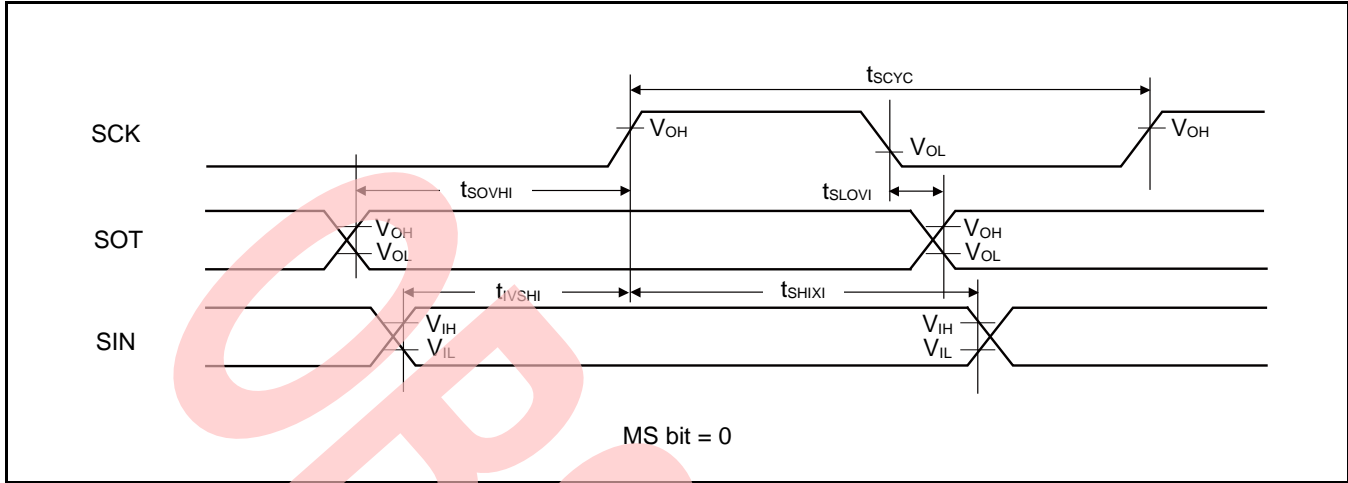 tSCYC
SCK
VOH
VOL
VOH
tSOVHI
tSLOVI
SOT
VOH
VOL
VOH
VOL
tIVSHI
tSHIXI
SIN
VIH
VIL
VIH
VIL
MS bit = 0